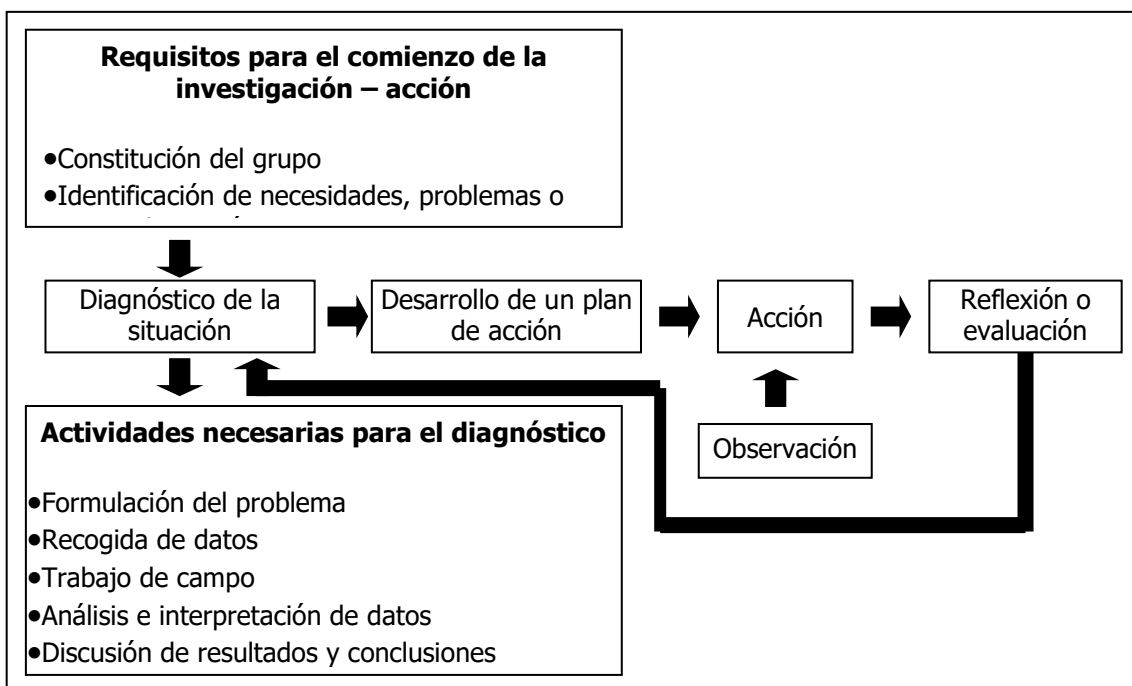 Requisitos para el comienzo de la
investigación – acción
•Constitución del grupo
•Identificación de necesidades, problemas o
Diagnóstico de la
situación
Desarrollo de un plan
de acción
Acción
Reflexión o
evaluación
Observación
Actividades necesarias para el diagnóstico
•Formulación del problema
•Recogida de datos
•Trabajo de campo
•Análisis e interpretación de datos
•Discusión de resultados y conclusiones